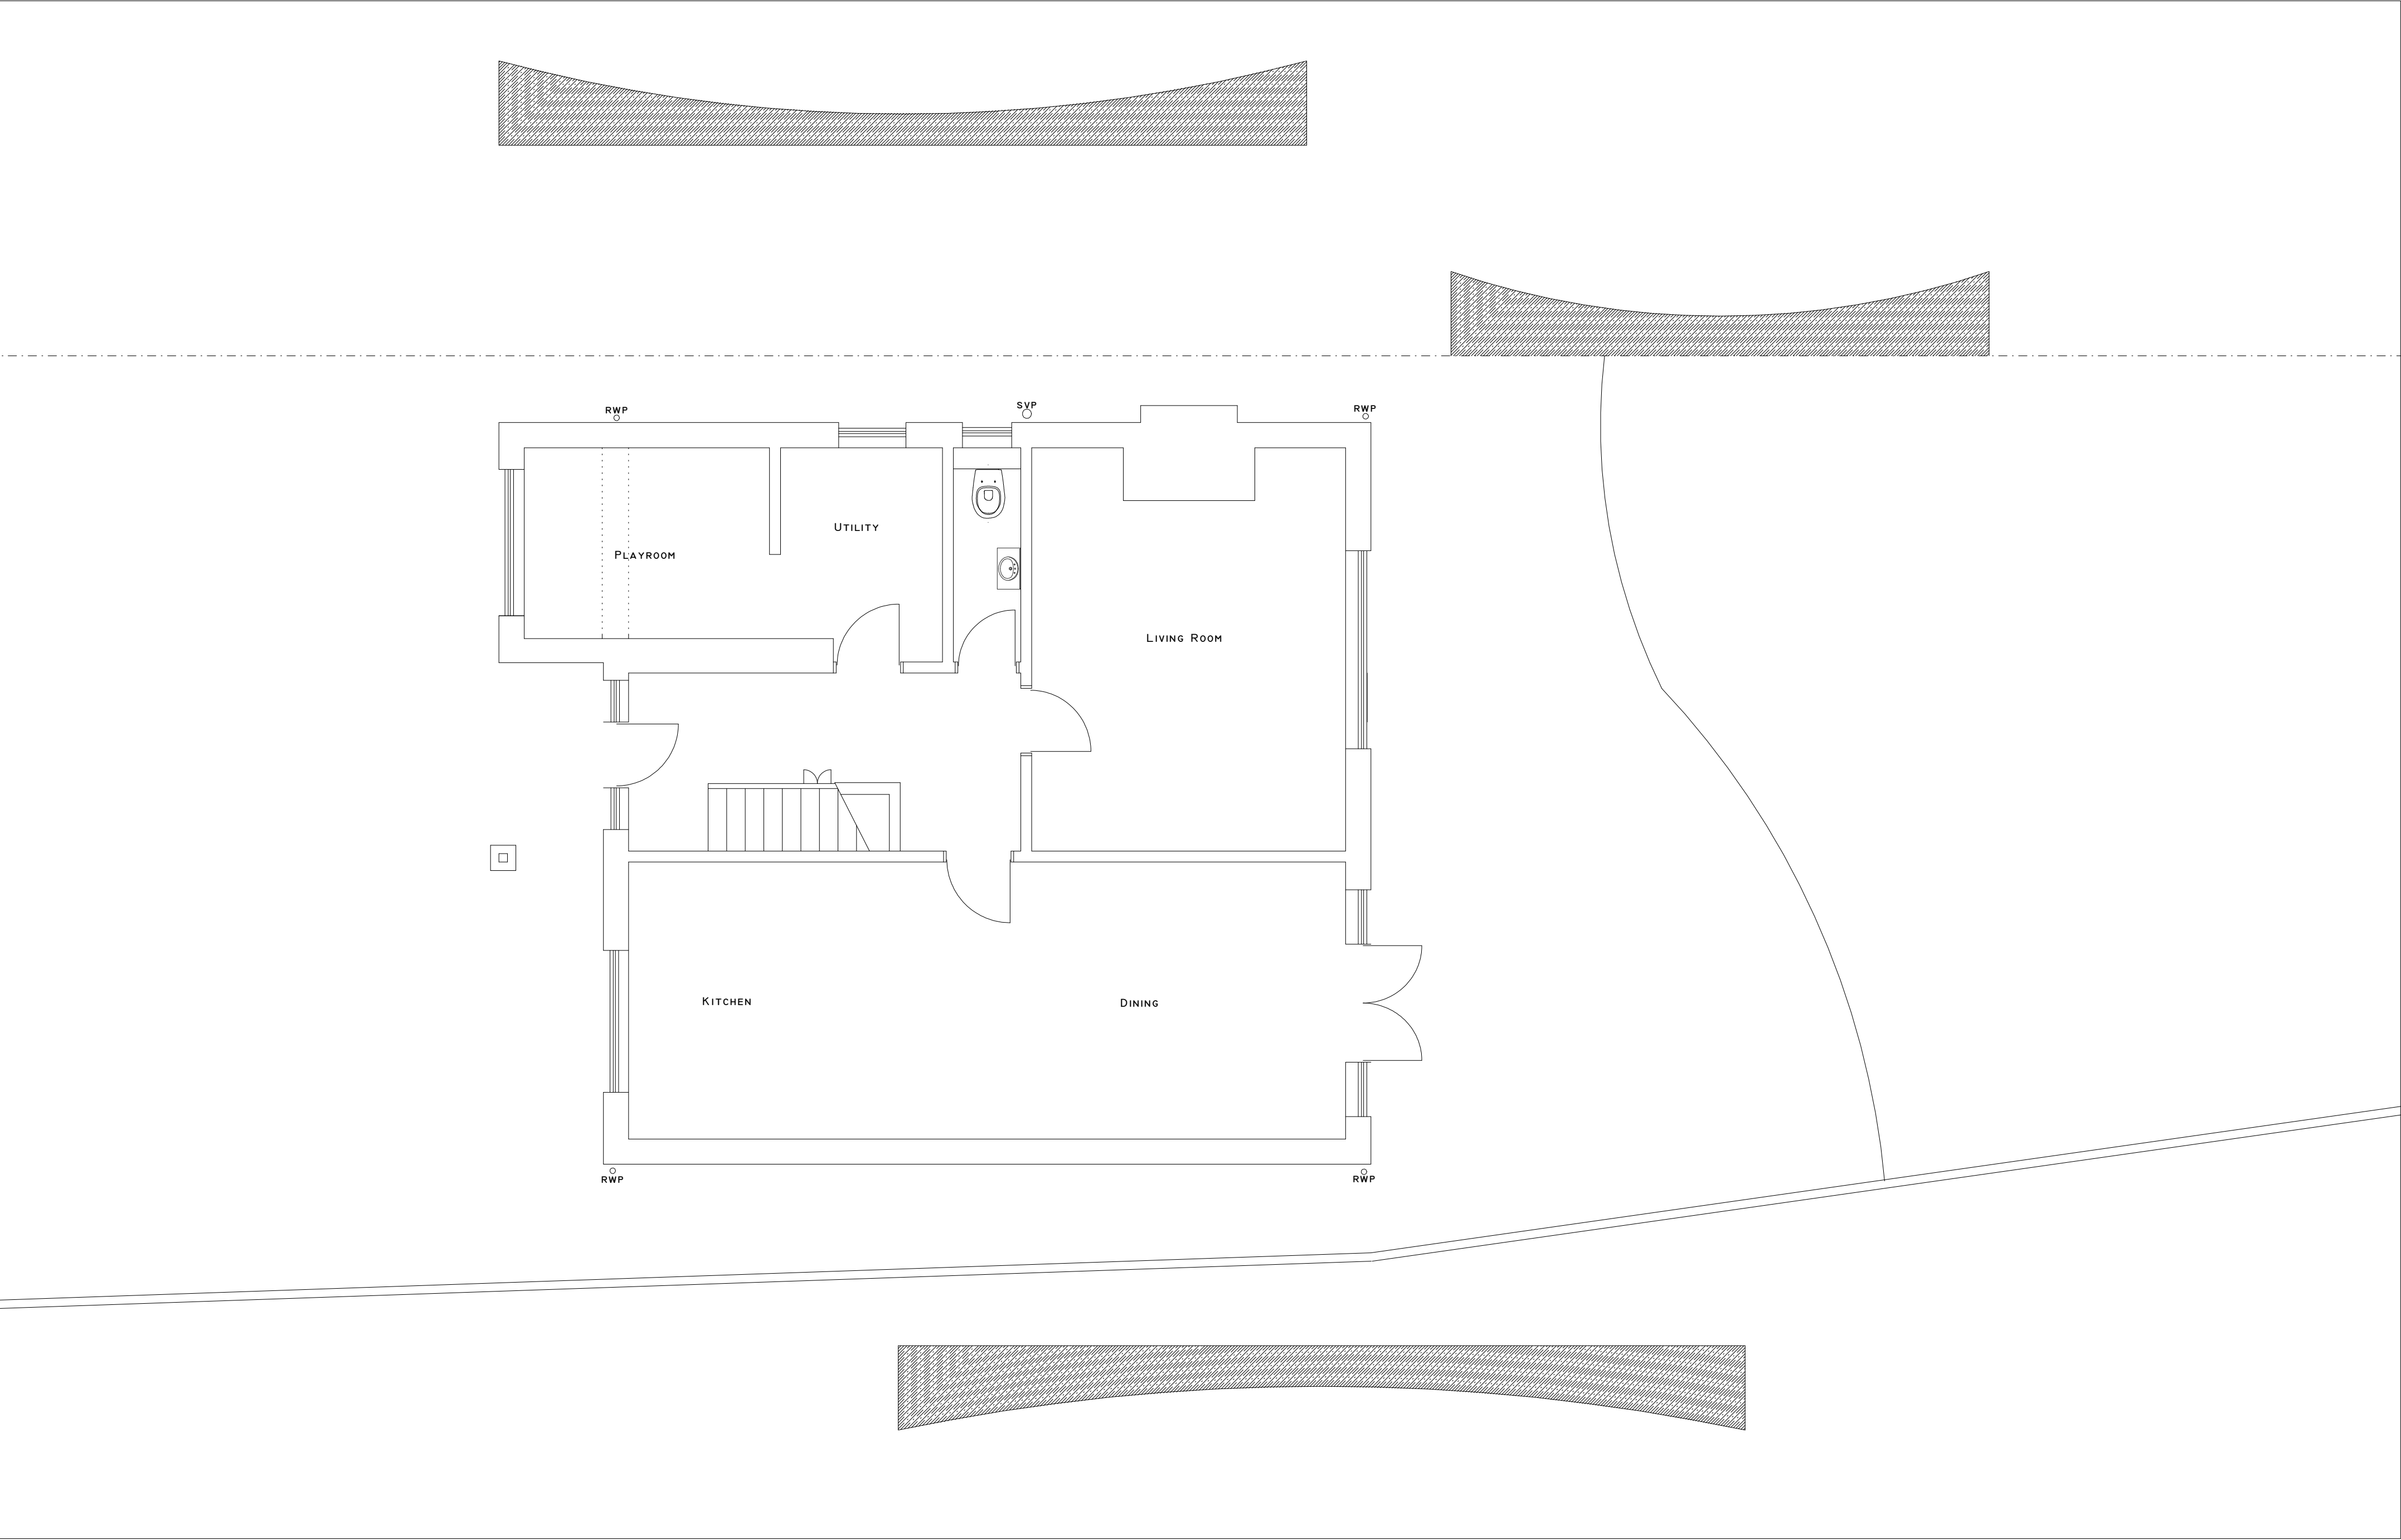 SVP
RWP
RWP
Utility
Playroom
Living Room
Kitchen
Dining
RWP
RWP